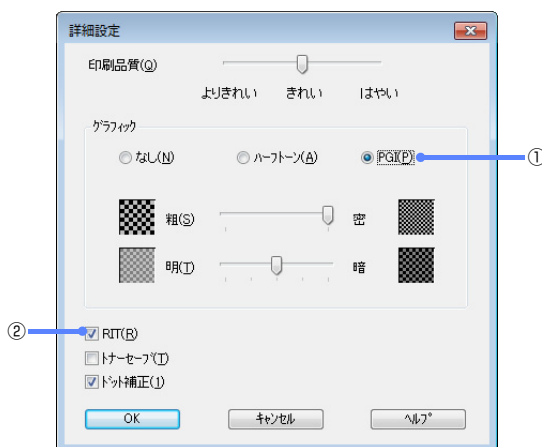 詳細設定
印刷品質(Q)
よりきれい きれい はやい
グラフィック
なし(N) ハーフトーン(A) PGI(P) ①
粗(S) 密
明(T) 暗
② RIT(R)
トナーセーブ(T)
ドット補正(1)
OK キャンセル ヘルプ